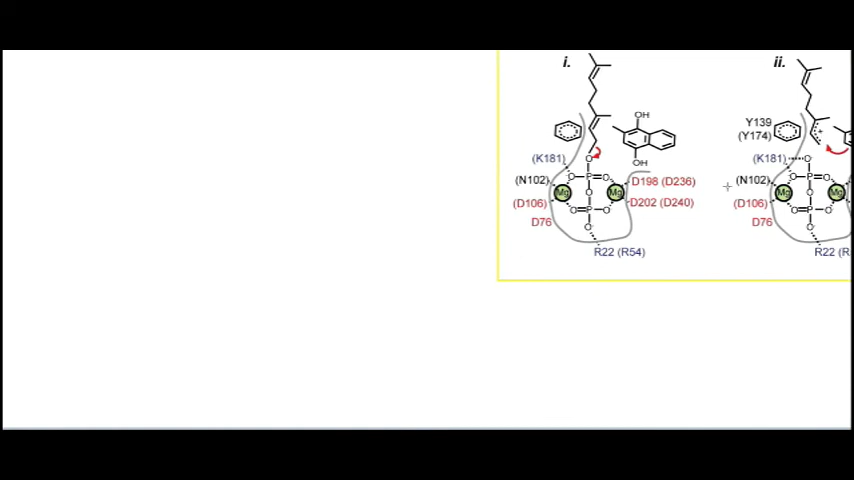 i.
ii.
OH
Y139
(Y174)
+
(K181)
O
OH
(K181)
O
(N102)
O
P
O
D198 (D236)
(N102)
O
P
O
Mg
O
Mg
Mg
O
Mg
(D106)
O
P
O
D202 (D240)
(D106)
O
P
O
D76
O-
D76
O-
R22 (R54)
R22 (R